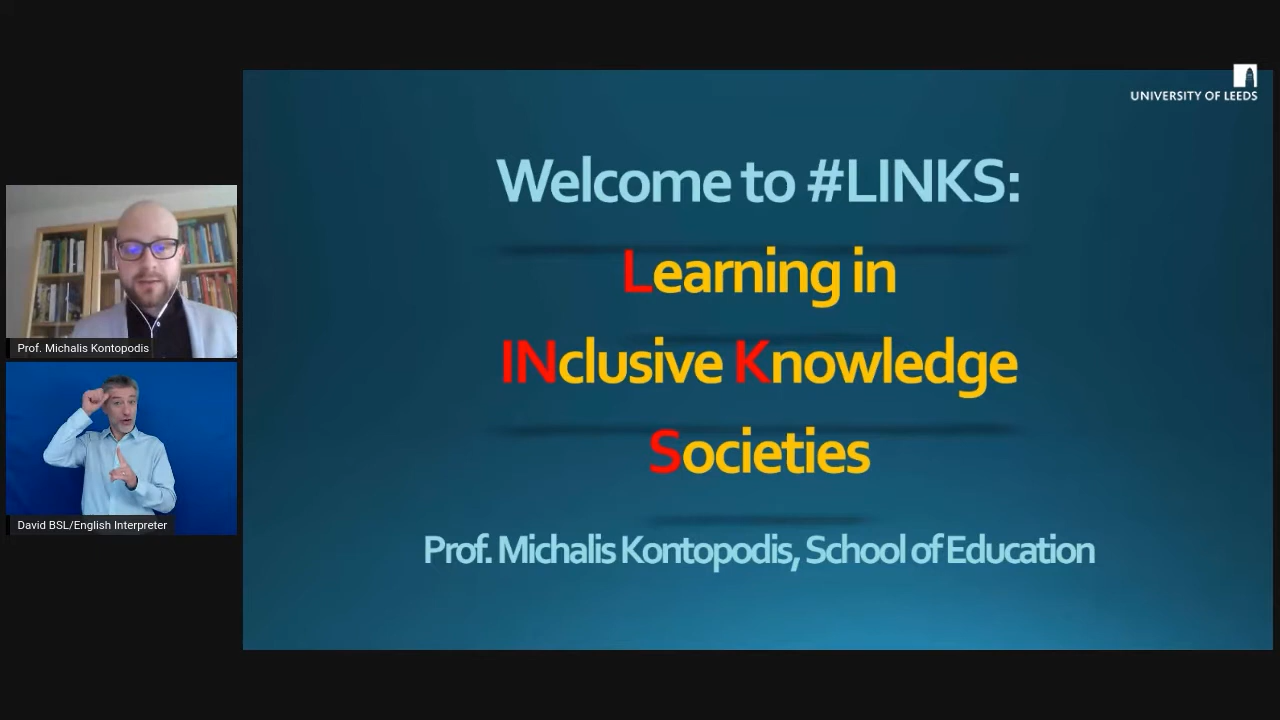 UNIVERSITY OF LEEDS
Welcome to #LINKS:
Learning in
INclusive Knowledge
Societies
Prof. Michalis Kontopodis, School of Education
Prof. Michalis Kontopodis
David BSL/English Interpreter